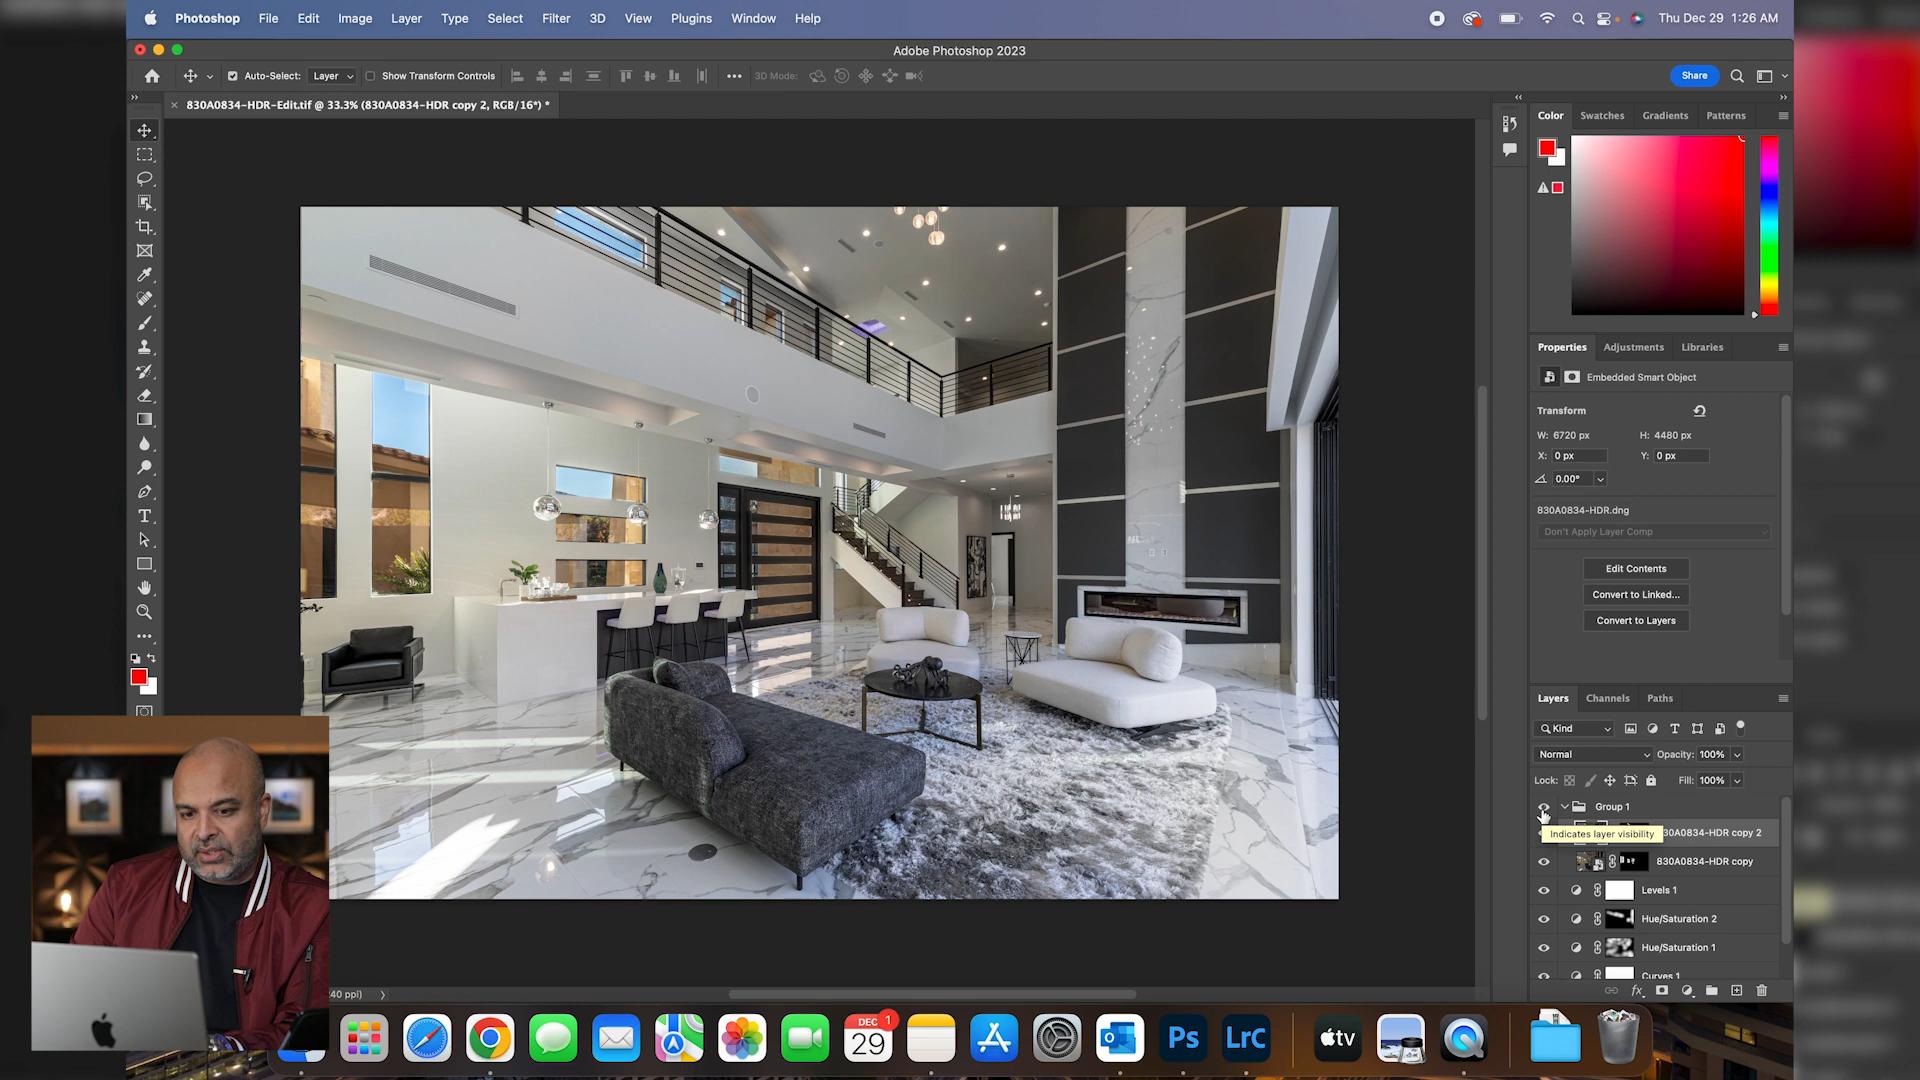 Photoshop File Edit Image Layer Type Select Filter 3D View Plugins Window Help
Thu Dec 29 1:26 AM
Adobe Photoshop 2023
Auto-Select: Layer Show Transform Controls ••• 3D Mode: Share
830A0834-HDR-Edit.tif @ 33.3% (830A0834-HDR copy 2, RGB/16*) *
Color Swatches Gradients Patterns
Properties Adjustments Libraries
Embedded Smart Object
Transform
W: 6720 px H: 4480 px
X: 0 px Y: 0 px
0.00°
830A0834-HDR.dng
Don't Apply Layer Comp
Edit Contents
Convert to Linked...
Convert to Layers
Layers Channels Paths
Kind
Normal Opacity: 100%
Lock: Fill: 100%
Group 1
Indicates layer visibility
30A0834-HDR copy 2
830A0834-HDR copy
Levels 1
Hue/Saturation 2
Hue/Saturation 1
Curves 1
fx
40 ppi)
DEC 1
29
Ps
LrC
tv